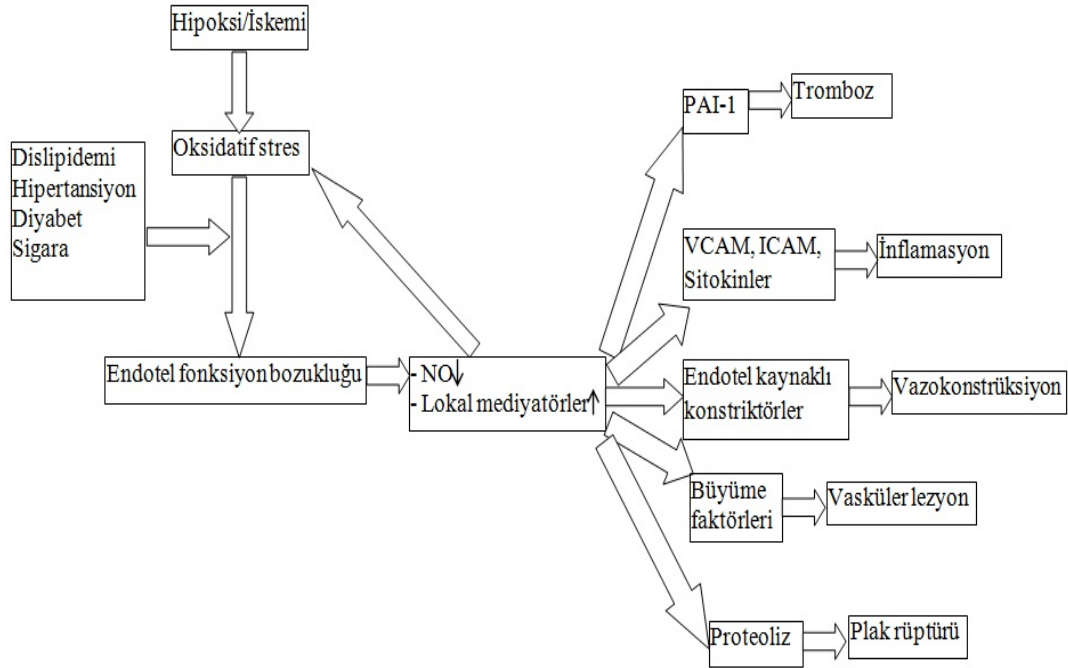 Hipoksi/İskemi
Oksidatif stres
Dislipidemi
Hipertansiyon
Diyabet
Sigara
Endotel fonksiyon bozukluğu
- NO↓
- Lokal mediyatörler↑
PAI-1
Tromboz
VCAM, ICAM,
Sitokinler
İnflamasyon
Endotel kaynaklı
konstriktörler
Vazokonstrüksiyon
Büyüme
faktörleri
Vasküler lezyon
Proteoliz
Plak rüptürü